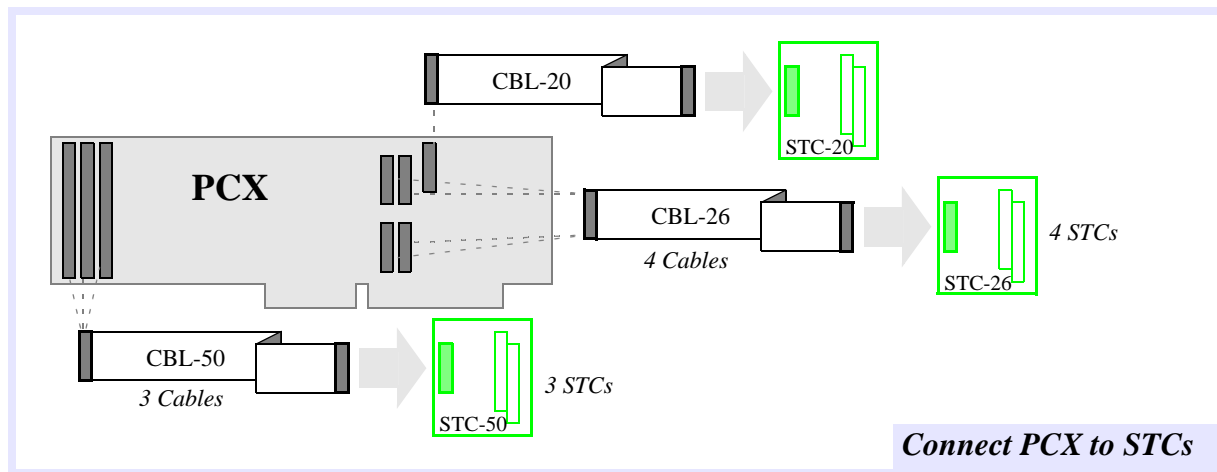 CBL-20
STC-20
PCX
CBL-26
4 Cables
STC-26
4 STCs
CBL-50
3 Cables
STC-50
3 STCs
Connect PCX to STCs